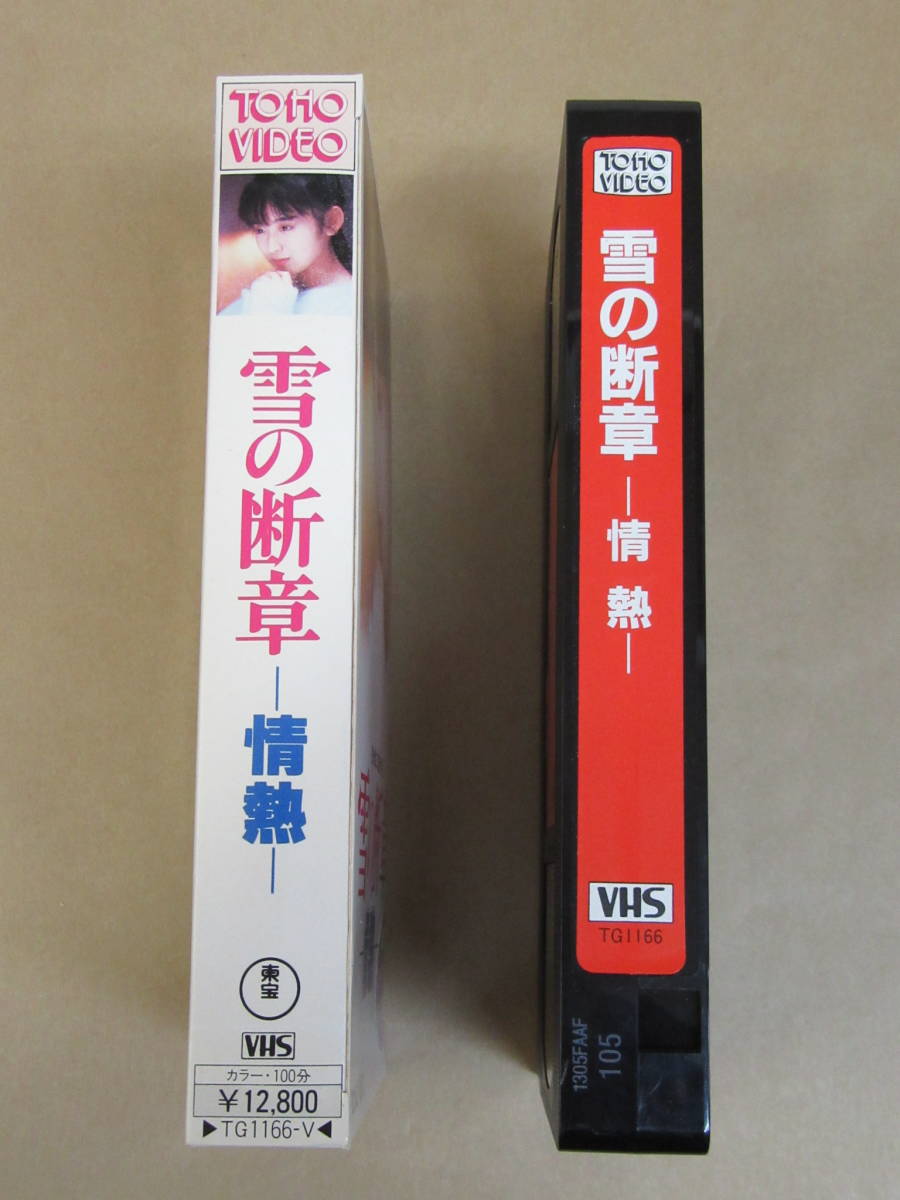 TOHO
VIDEO
雪の断章
―情熱―
東宝
VHS
カラー・100分
¥12,800
▶TG1166-V◀
TOHO
VIDEO
雪の断章
―情熱―
VHS
TG1166
1305FAAF
105